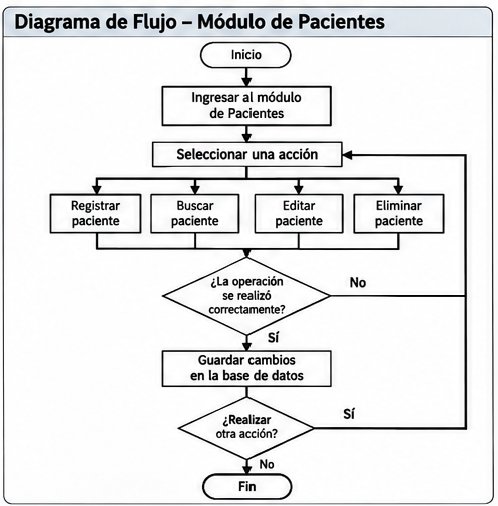 Diagrama de Flujo – Módulo de Pacientes
Inicio
Ingresar al módulo
de Pacientes
Seleccionar una acción
Registrar
paciente
Buscar
paciente
Editar
paciente
Eliminar
paciente
¿La operación
se realizó
correctamente?
No
Sí
Guardar cambios
en la base de datos
¿Realizar
otra acción?
Sí
No
Fin